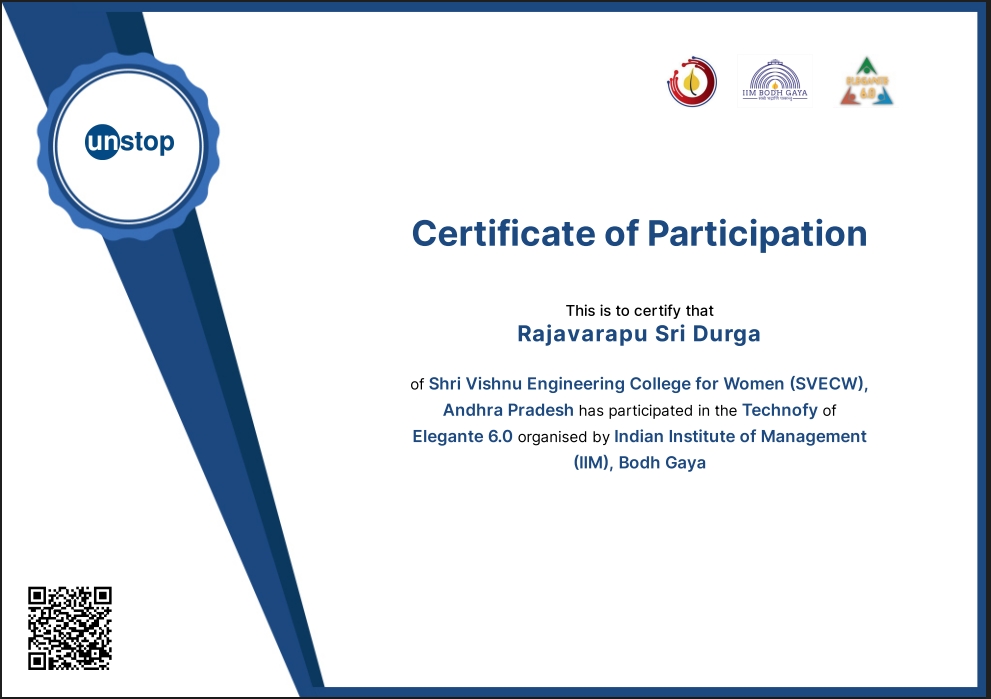 unstop
IIM BODH GAYA
ELEGANTE
6.0
Certificate of Participation
This is to certify that
Rajavarapu Sri Durga
of Shri Vishnu Engineering College for Women (SVECW),
Andhra Pradesh has participated in the Technofy of
Elegante 6.0 organised by Indian Institute of Management
(IIM), Bodh Gaya